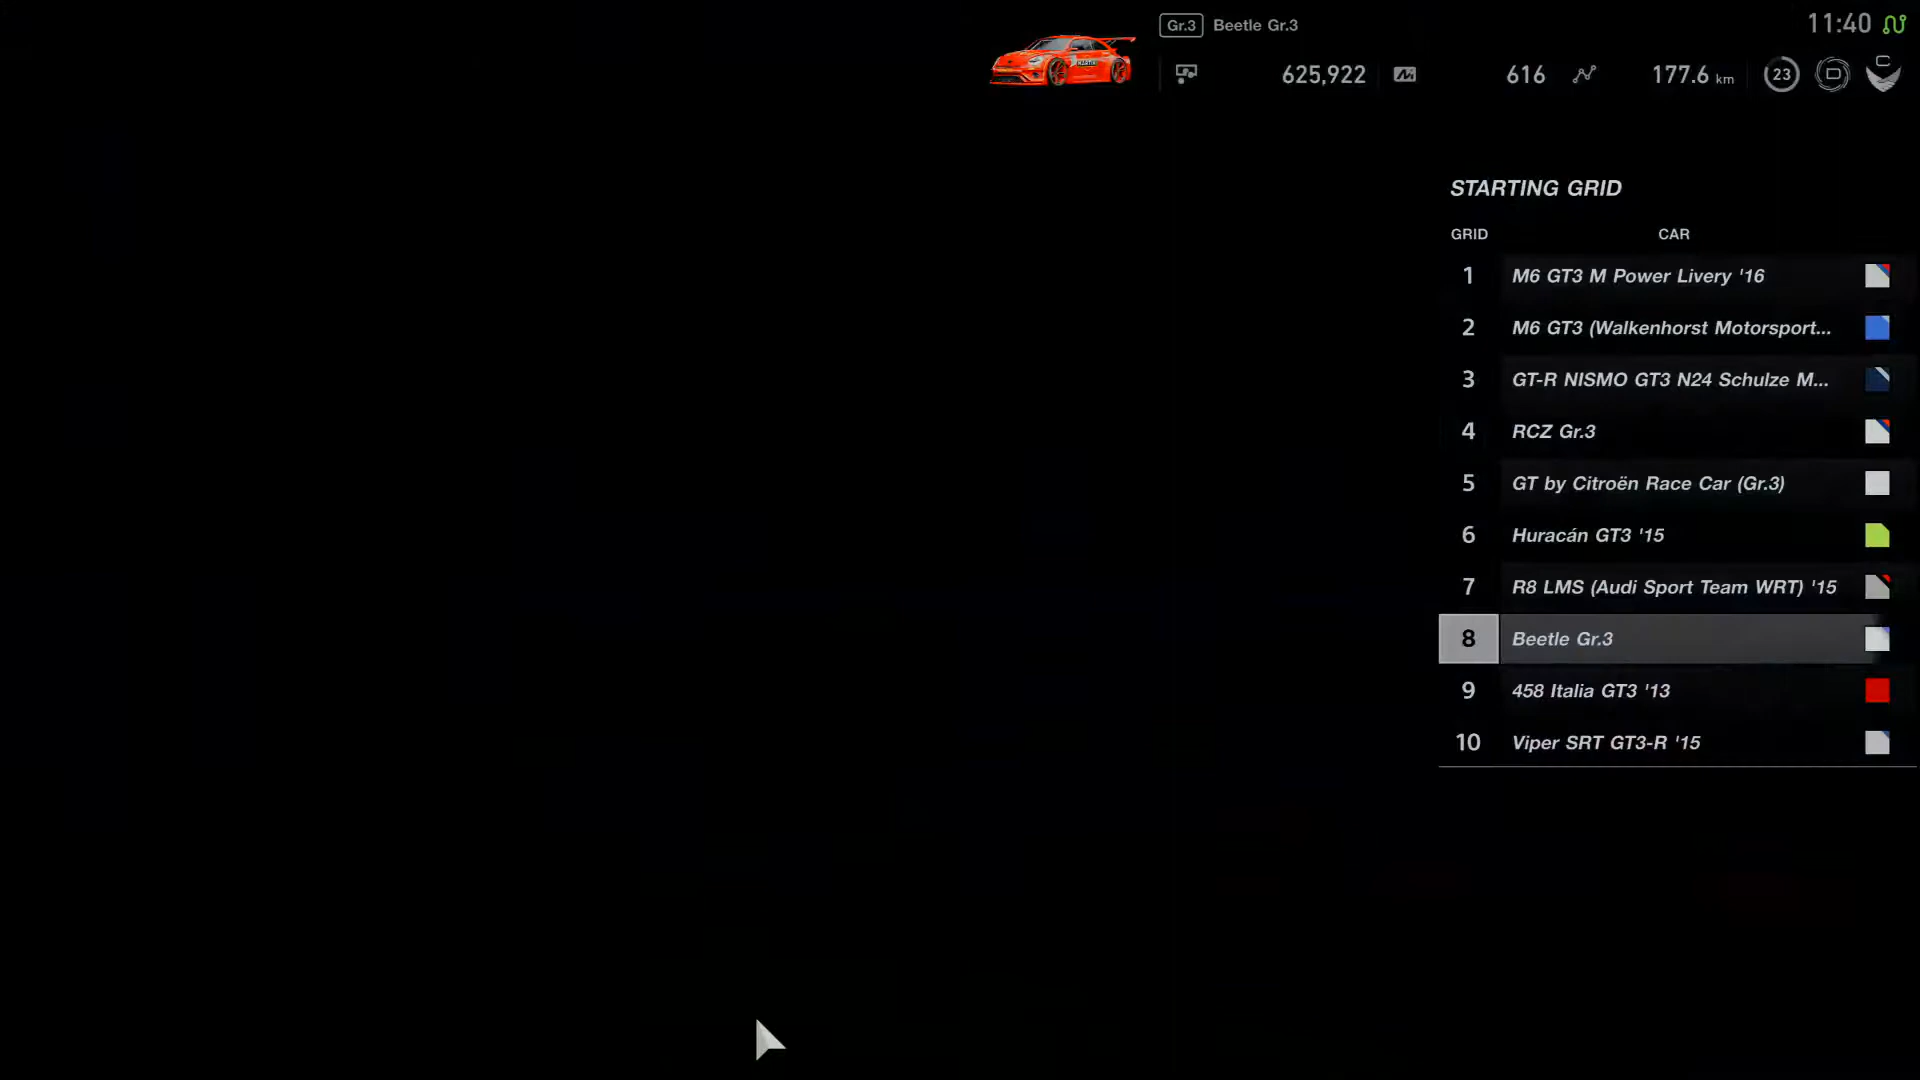 Gr.3 Beetle Gr.3
11:40
625,922
616
177.6 km
23
D
C
STARTING GRID
GRID CAR
1 M6 GT3 M Power Livery '16
2 M6 GT3 (Walkenhorst Motorsport...
3 GT-R NISMO GT3 N24 Schulze M...
4 RCZ Gr.3
5 GT by Citroën Race Car (Gr.3)
6 Huracán GT3 '15
7 R8 LMS (Audi Sport Team WRT) '15
8 Beetle Gr.3
9 458 Italia GT3 '13
10 Viper SRT GT3-R '15